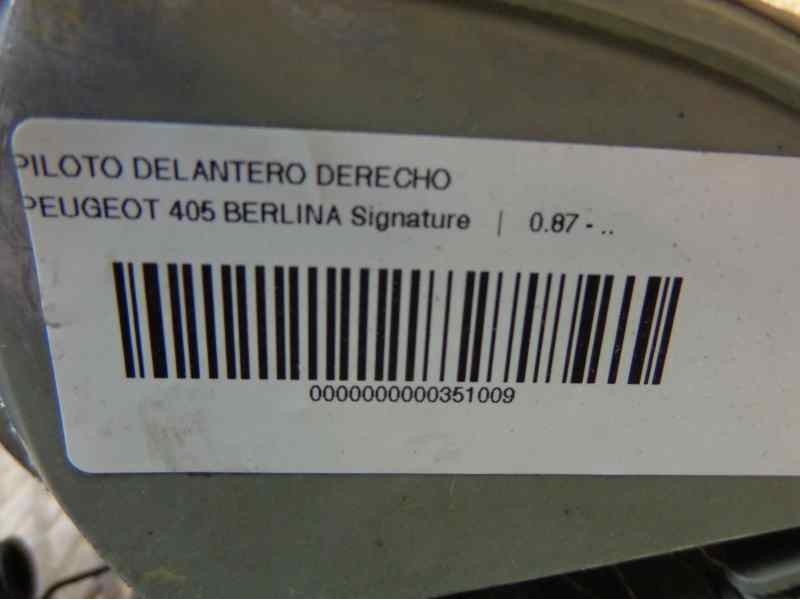 PILOTO DELANTERO DERECHO
PEUGEOT 405 BERLINA Signature | 0.87 - ..
0000000000351009